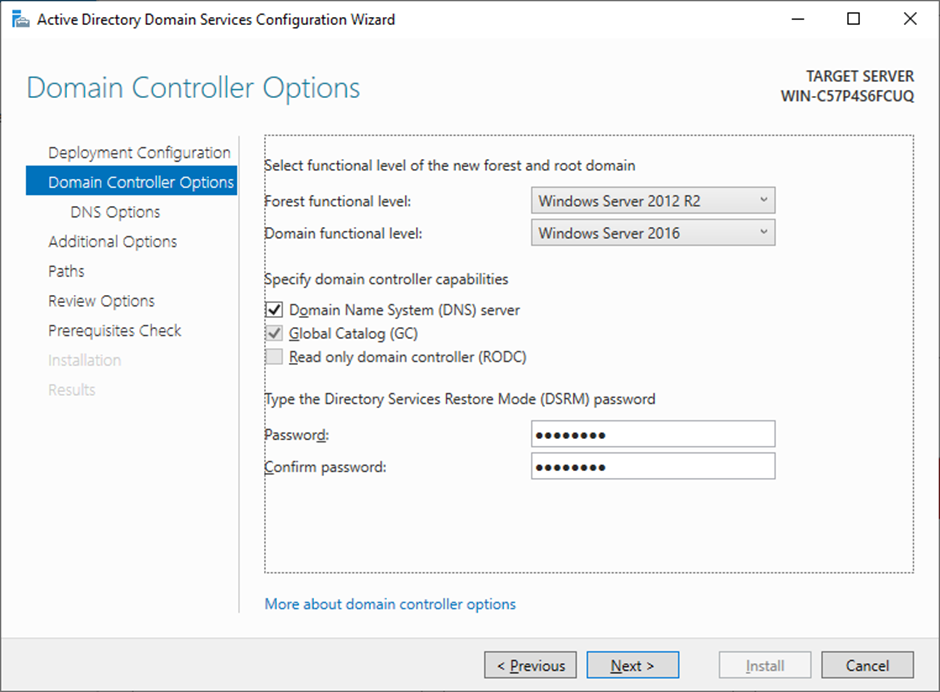 Active Directory Domain Services Configuration Wizard
Domain Controller Options
TARGET SERVER
WIN-C57P4S6FCUQ
Deployment Configuration
Domain Controller Options
DNS Options
Additional Options
Paths
Review Options
Prerequisites Check
Installation
Results
Select functional level of the new forest and root domain
Forest functional level: Windows Server 2012 R2
Domain functional level: Windows Server 2016
Specify domain controller capabilities
Domain Name System (DNS) server
Global Catalog (GC)
Read only domain controller (RODC)
Type the Directory Services Restore Mode (DSRM) password
Password: ●●●●●●●●
Confirm password: ●●●●●●●●
More about domain controller options
< Previous Next > Install Cancel